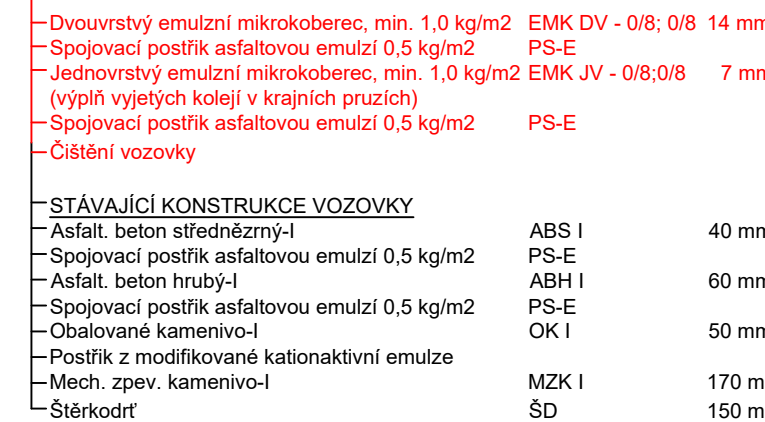 Dvouvrstvý emulzní mikrokoberec, min. 1,0 kg/m2 EMK DV - 0/8; 0/8 14 mm
Spojovací postřik asfaltovou emulzí 0,5 kg/m2 PS-E
Jednovrstvý emulzní mikrokoberec, min. 1,0 kg/m2 EMK JV - 0/8;0/8 7 mm
(výplň vyjetých kolejí v krajních pruzích)
Spojovací postřik asfaltovou emulzí 0,5 kg/m2 PS-E
Čištění vozovky
STÁVAJÍCÍ KONSTRUKCE VOZOVKY
Asfalt. beton střednězrný-I ABS I 40 mm
Spojovací postřik asfaltovou emulzí 0,5 kg/m2 PS-E
Asfalt. beton hrubý-I ABH I 60 mm
Spojovací postřik asfaltovou emulzí 0,5 kg/m2 PS-E
Obalované kamenivo-I OK I 50 mm
Postřik z modifikované kationaktivní emulze
Mech. zpev. kamenivo-I MZK I 170 m
Štěrkodrť ŠD 150 m